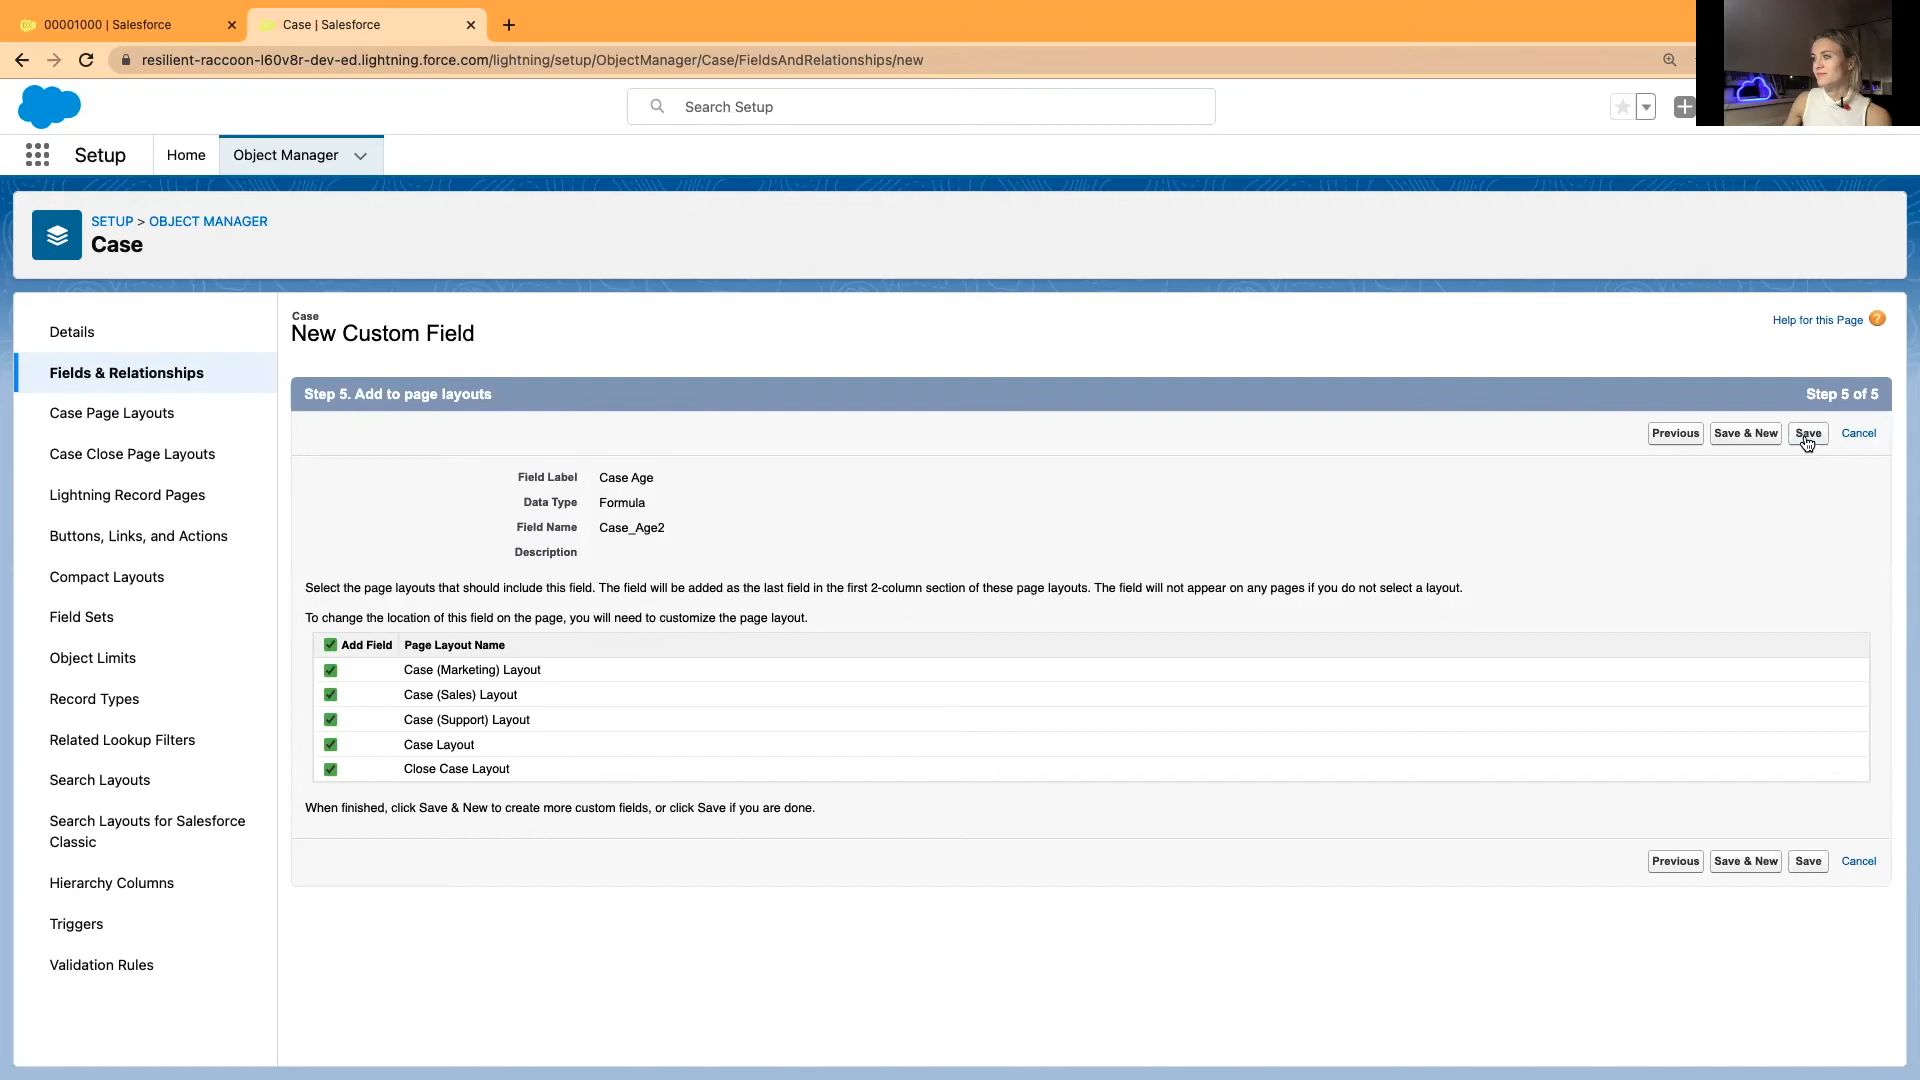 00001000 | Salesforce
Case | Salesforce
resilient-raccoon-l60v8r-dev-ed.lightning.force.com/lightning/setup/ObjectManager/Case/FieldsAndRelationships/new
Search Setup
Setup
Home
Object Manager
SETUP > OBJECT MANAGER
Case
Details
Fields & Relationships
Case Page Layouts
Case Close Page Layouts
Lightning Record Pages
Buttons, Links, and Actions
Compact Layouts
Field Sets
Object Limits
Record Types
Related Lookup Filters
Search Layouts
Search Layouts for Salesforce
Classic
Hierarchy Columns
Triggers
Validation Rules
Case
New Custom Field
Help for this Page ?
Step 5. Add to page layouts
Step 5 of 5
Previous Save & New Save Cancel
Field Label Case Age
Data Type Formula
Field Name Case_Age2
Description
Select the page layouts that should include this field. The field will be added as the last field in the first 2-column section of these page layouts. The field will not appear on any pages if you do not select a layout.
To change the location of this field on the page, you will need to customize the page layout.
Add Field Page Layout Name
Case (Marketing) Layout
Case (Sales) Layout
Case (Support) Layout
Case Layout
Close Case Layout
When finished, click Save & New to create more custom fields, or click Save if you are done.
Previous Save & New Save Cancel